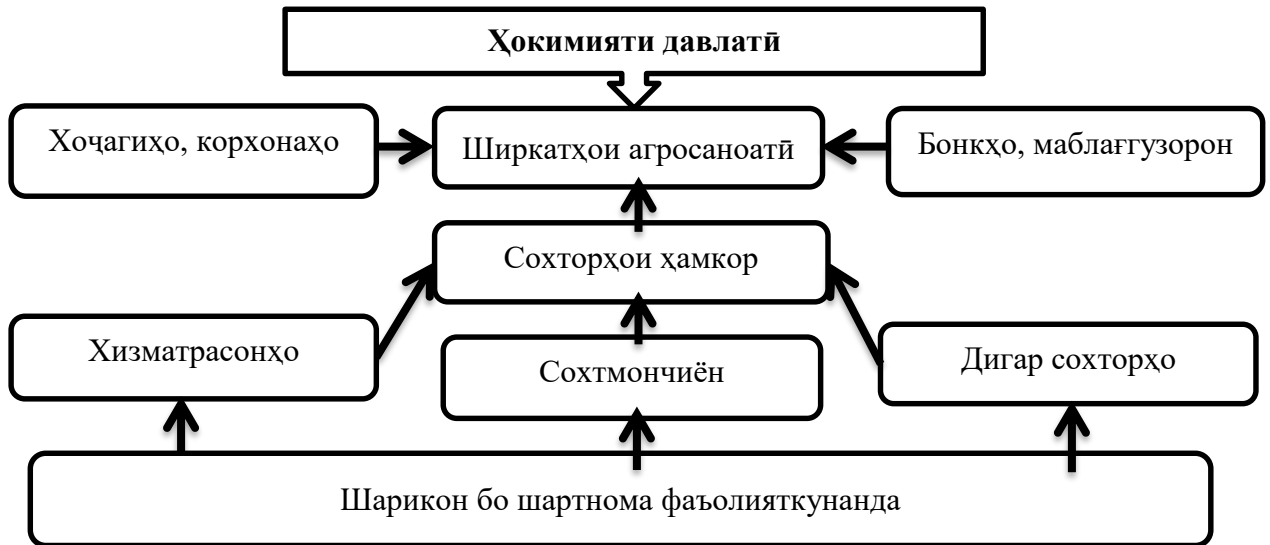 Ҳокимияти давлатӣ
Хоҷагиҳо, корхонаҳо
Ширкатҳои агросаноатӣ
Бонкҳо, маблағгузорон
Сохторҳои ҳамкор
Хизматрасонҳо
Сохтмончиён
Дигар сохторҳо
Шарикон бо шартнома фаъолияткунанда